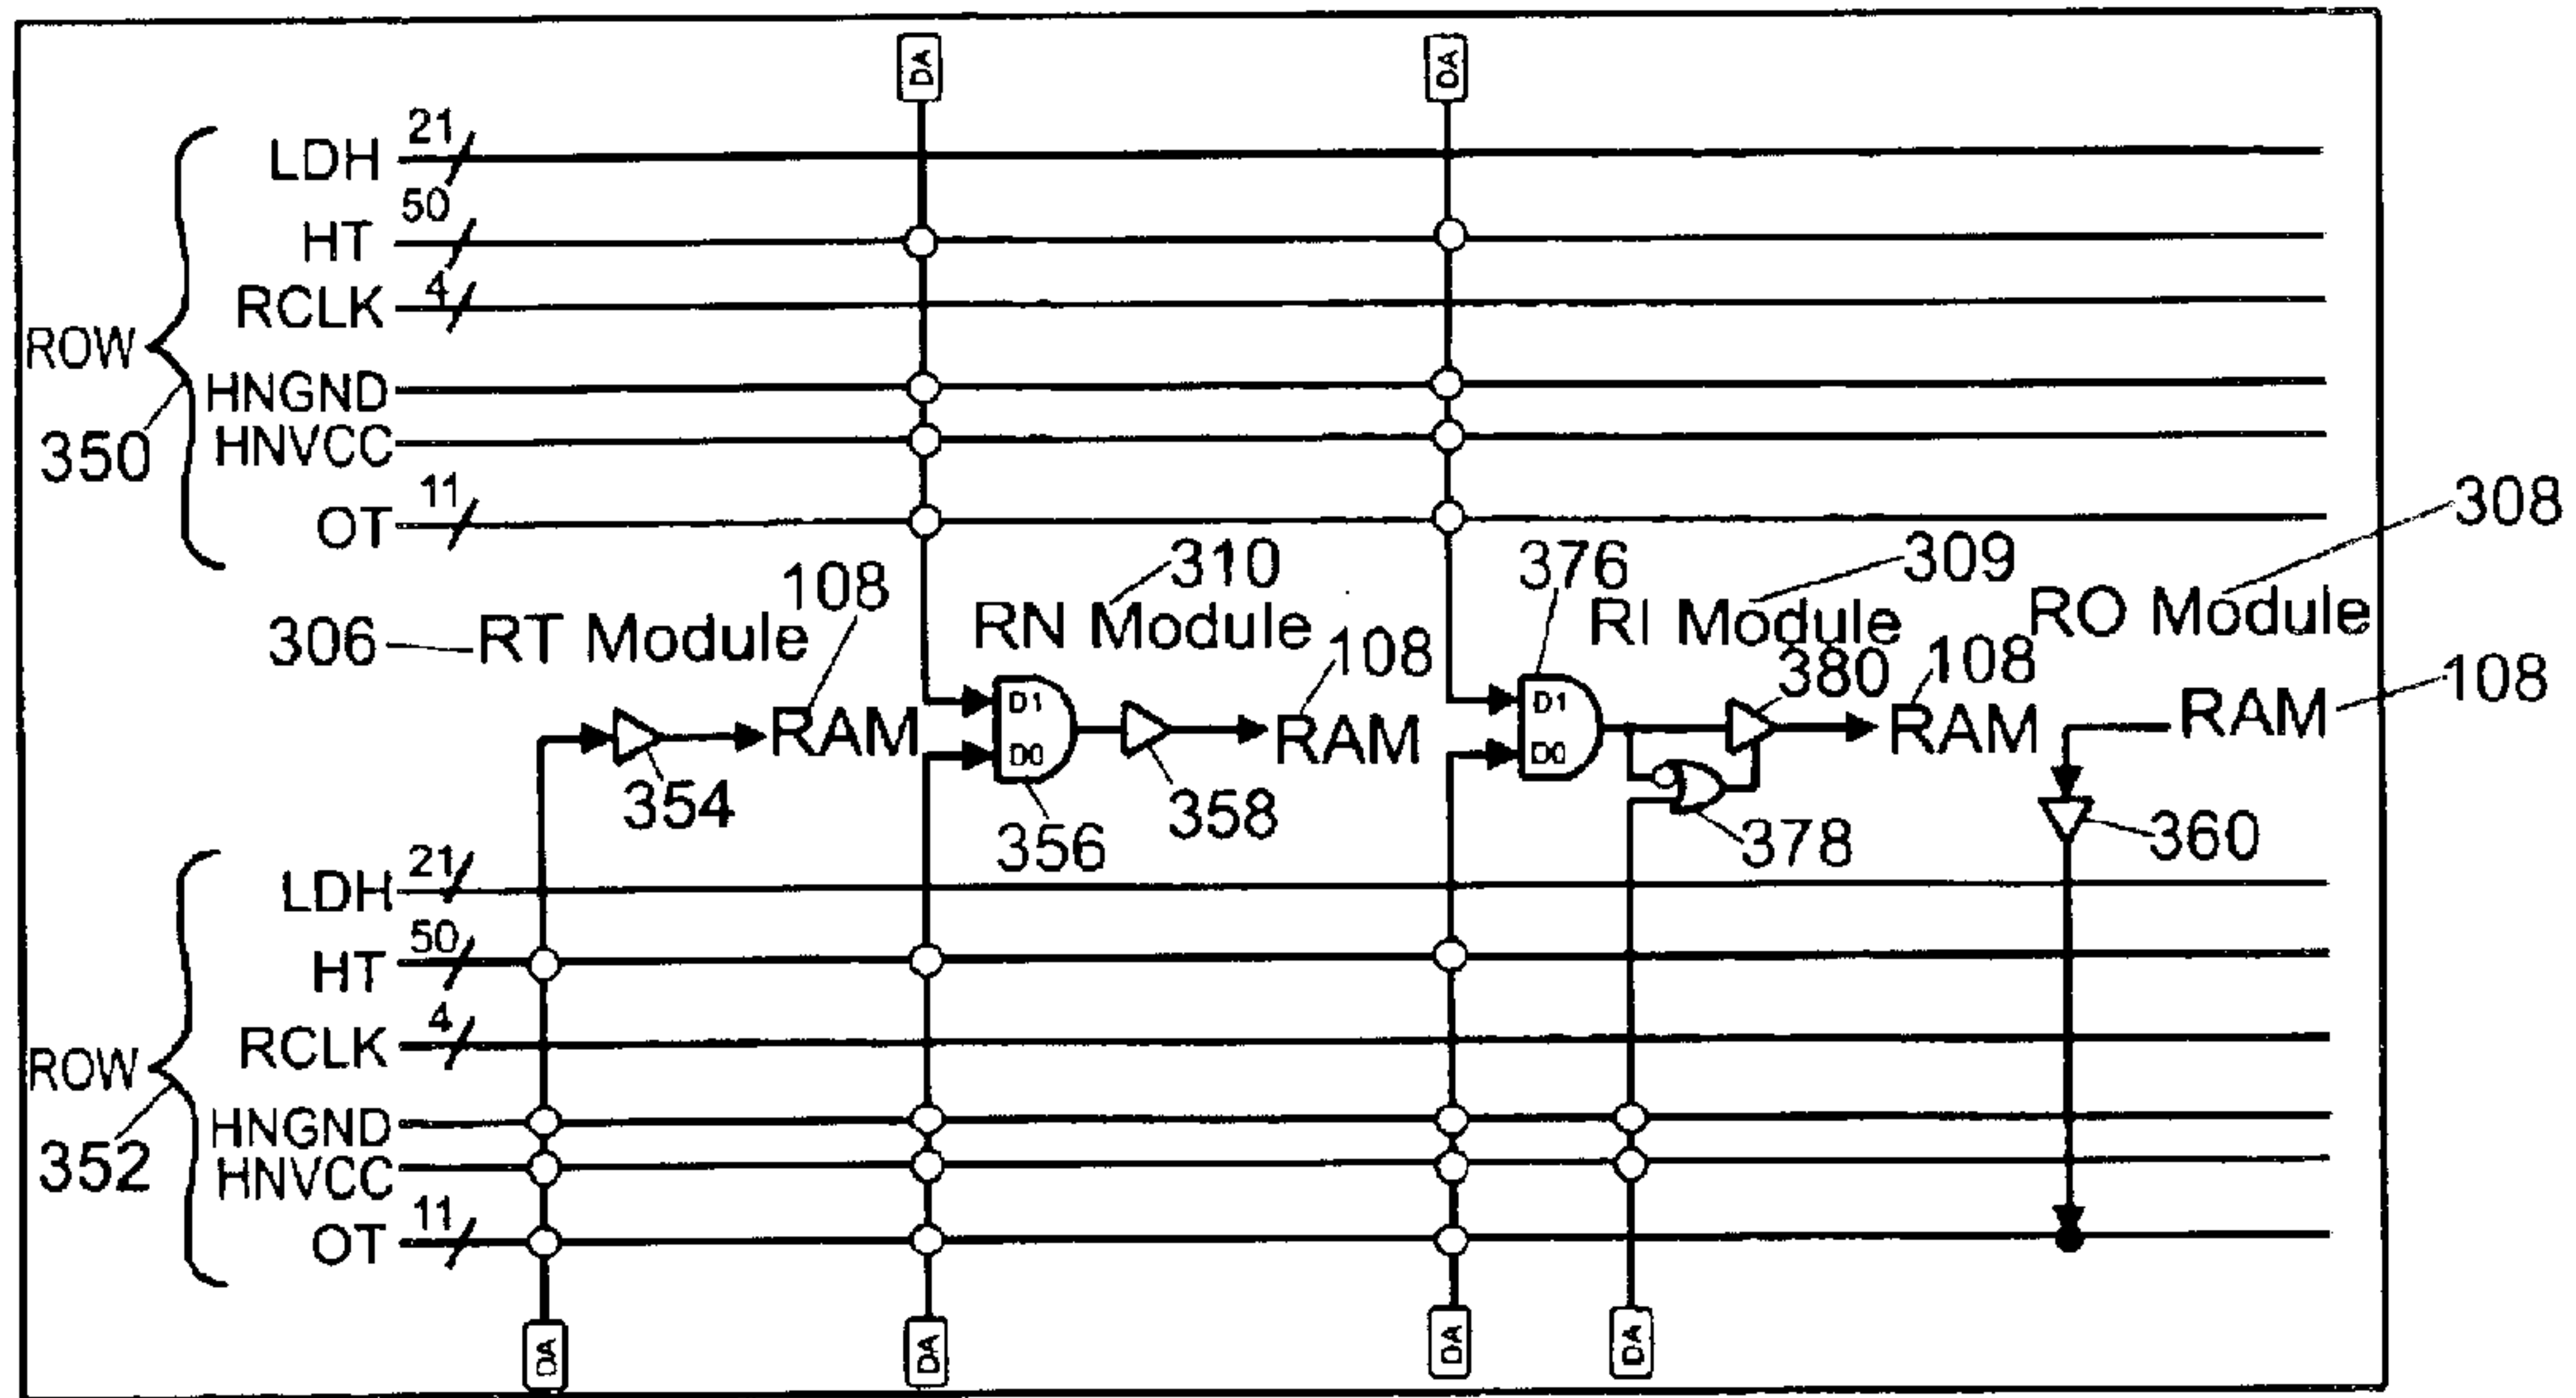 DA DA
21
LDH
50
HT
4
RCLK
ROW
HNGND
350
HNVCC
11
OT
308
376
309
310
108
306
RT Module
RN Module
RI Module
RO Module
108
380
108
108
D1
D0
D1
D0
RAM
RAM
RAM
RAM
354
356
358
378
360
21
LDH
50
HT
4
RCLK
ROW
HNGND
352
HNVCC
11
OT
DA DA DA DA